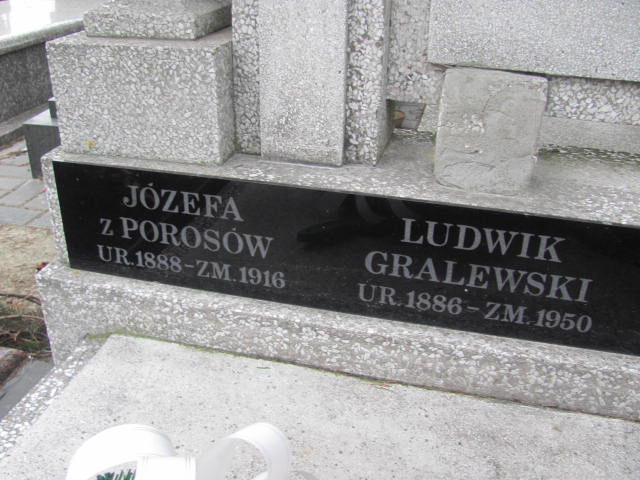 JÓZEFA
Z POROSÓW
UR. 1888 - ZM. 1916
LUDWIK
GRALEWSKI
UR. 1886 - ZM. 1950